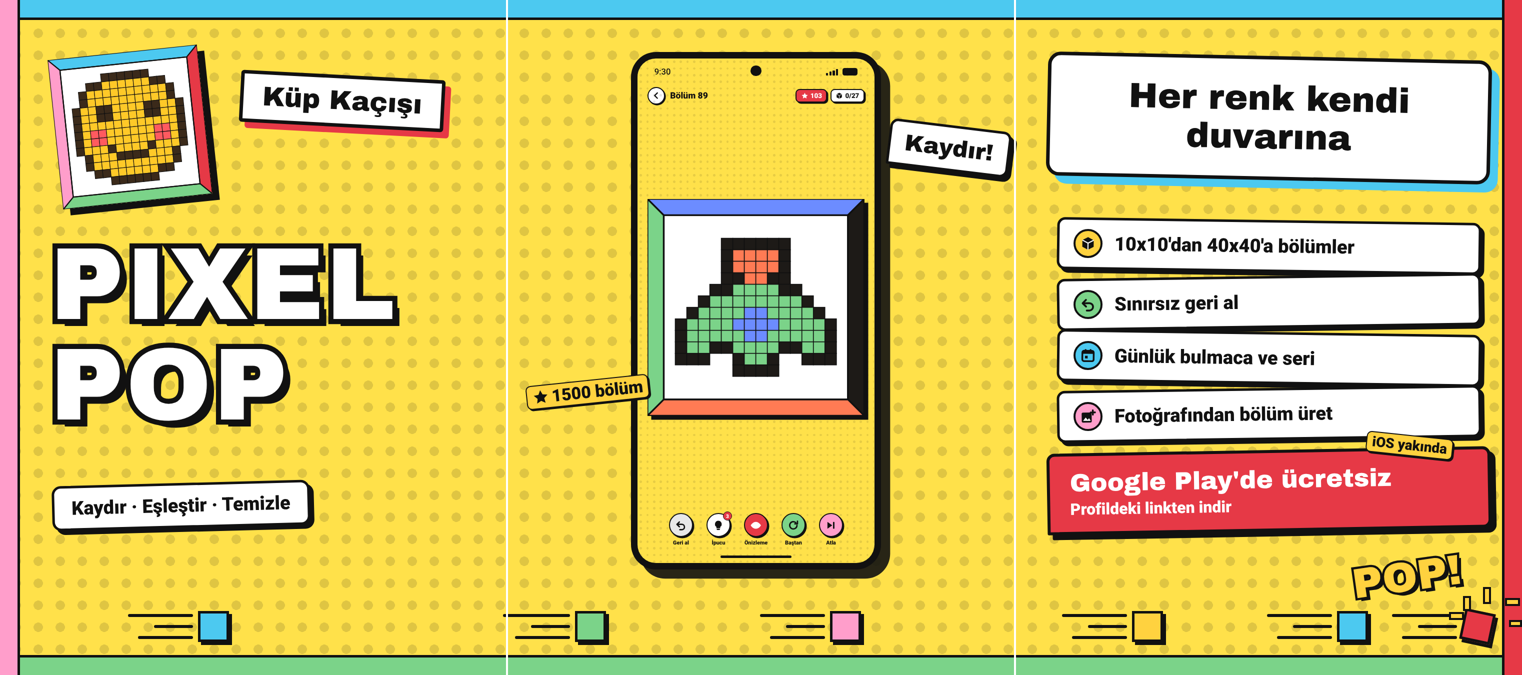 Küp Kaçışı
PIXEL
POP
Kaydır · Eşleştir · Temizle
9:30
Bölüm 89
★ 103
0/27
Kaydır!
★ 1500 bölüm
Geri al
İpucu
Önizleme
Baştan
Atla
Her renk kendi
duvarına
10x10'dan 40x40'a bölümler
Sınırsız geri al
Günlük bulmaca ve seri
Fotoğrafından bölüm üret
iOS yakında
Google Play'de ücretsiz
Profildeki linkten indir
POP!